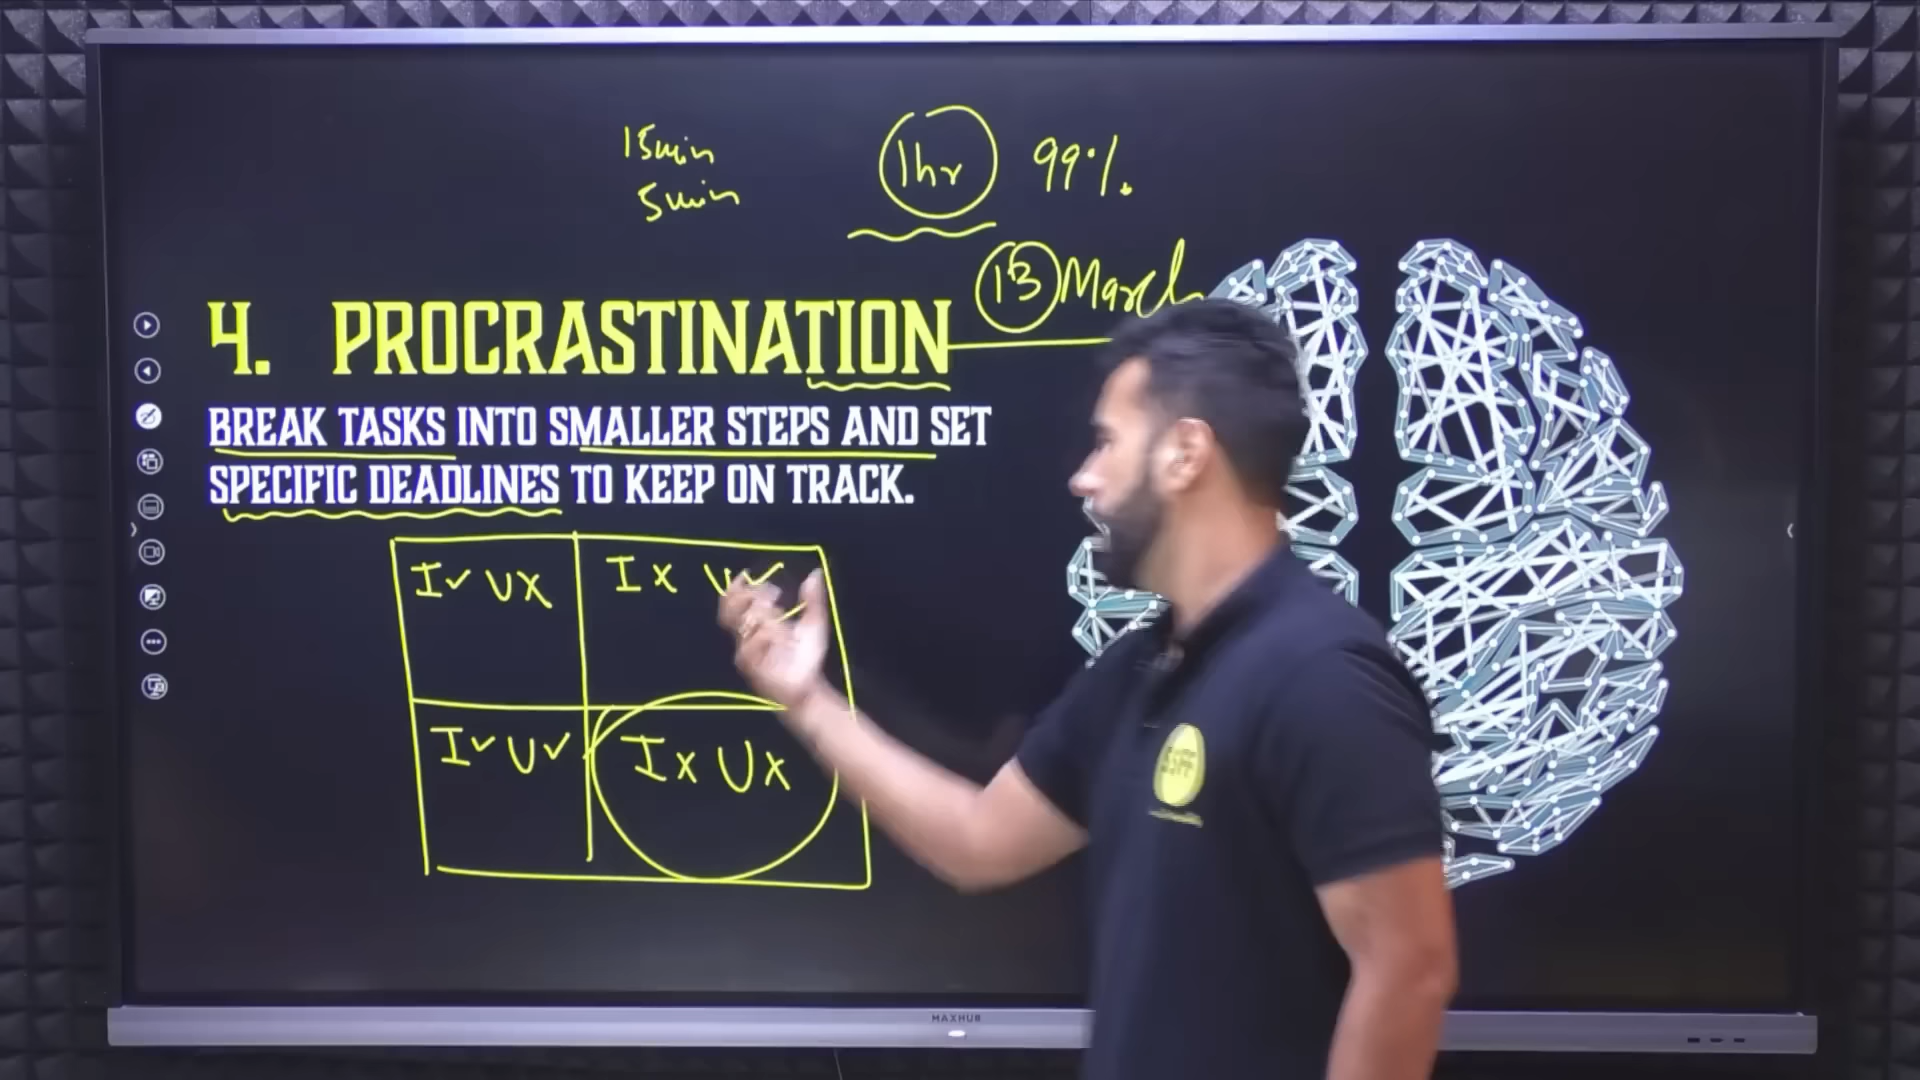 15min
5min
1hr 99%.
13 March
4. PROCRASTINATION
BREAK TASKS INTO SMALLER STEPS AND SET
SPECIFIC DEADLINES TO KEEP ON TRACK.
I✓ U✗ I✗ U✓
I✓ U✓ I✗ U✗
MAXHUB